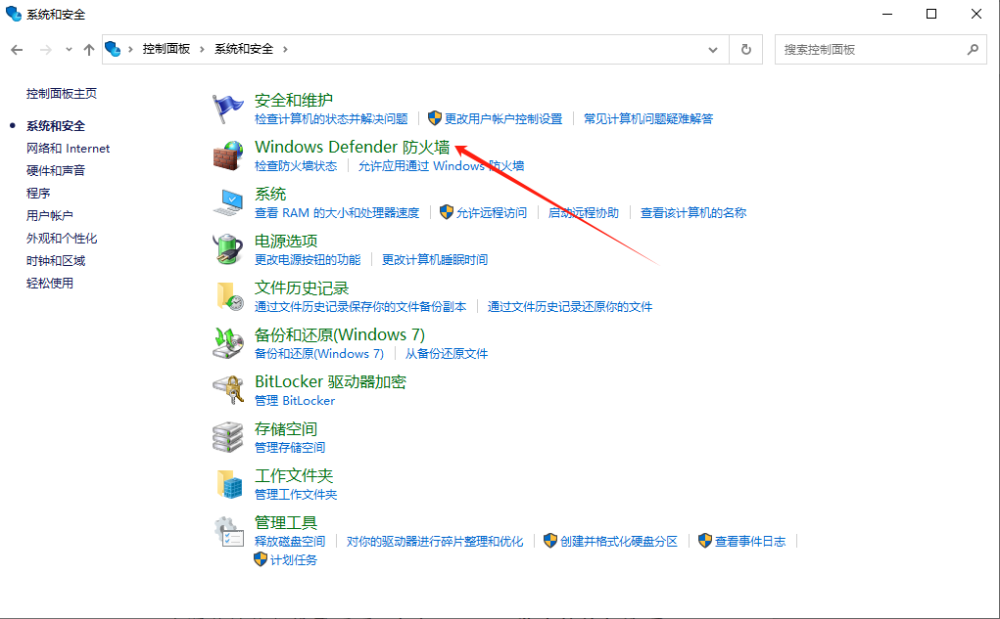 系统和安全
控制面板 系统和安全 搜索控制面板
控制面板主页
系统和安全
网络和 Internet
硬件和声音
程序
用户帐户
外观和个性化
时钟和区域
轻松使用
安全和维护
检查计算机的状态并解决问题 更改用户帐户控制设置 常见计算机问题疑难解答
Windows Defender 防火墙
检查防火墙状态 允许应用通过 Windows 防火墙
系统
查看 RAM 的大小和处理器速度 允许远程访问 启动远程协助 查看该计算机的名称
电源选项
更改电源按钮的功能 更改计算机睡眠时间
文件历史记录
通过文件历史记录保存你的文件备份副本 通过文件历史记录还原你的文件
备份和还原(Windows 7)
备份和还原(Windows 7) 从备份还原文件
BitLocker 驱动器加密
管理 BitLocker
存储空间
管理存储空间
工作文件夹
管理工作文件夹
管理工具
释放磁盘空间 对你的驱动器进行碎片整理和优化 创建并格式化硬盘分区 查看事件日志
计划任务